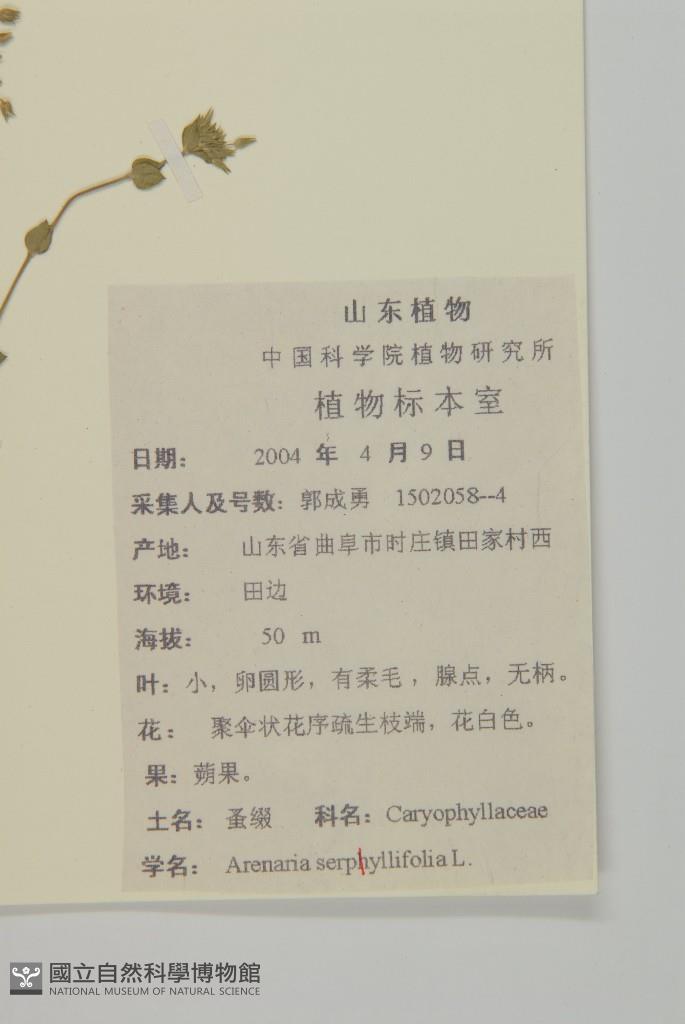 山东植物
中国科学院植物研究所
植物标本室
日期： 2004 年 4 月 9 日
采集人及号数：郭成勇 1502058--4
产地： 山东省曲阜市时庄镇田家村西
环境： 田边
海拔： 50 m
叶：小，卵圆形，有柔毛，腺点，无柄。
花： 聚伞状花序疏生枝端，花白色。
果：蒴果。
土名：蚤缀 科名：Caryophyllaceae
学名： Arenaria serphyllifolia L.
國立自然科學博物館
NATIONAL MUSEUM OF NATURAL SCIENCE